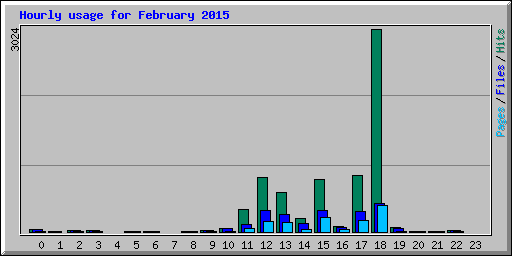 Hourly usage for February 2015
3024
Pages/Files/Hits
0 1 2 3 4 5 6 7 8 9 10 11 12 13 14 15 16 17 18 19 20 21 22 23